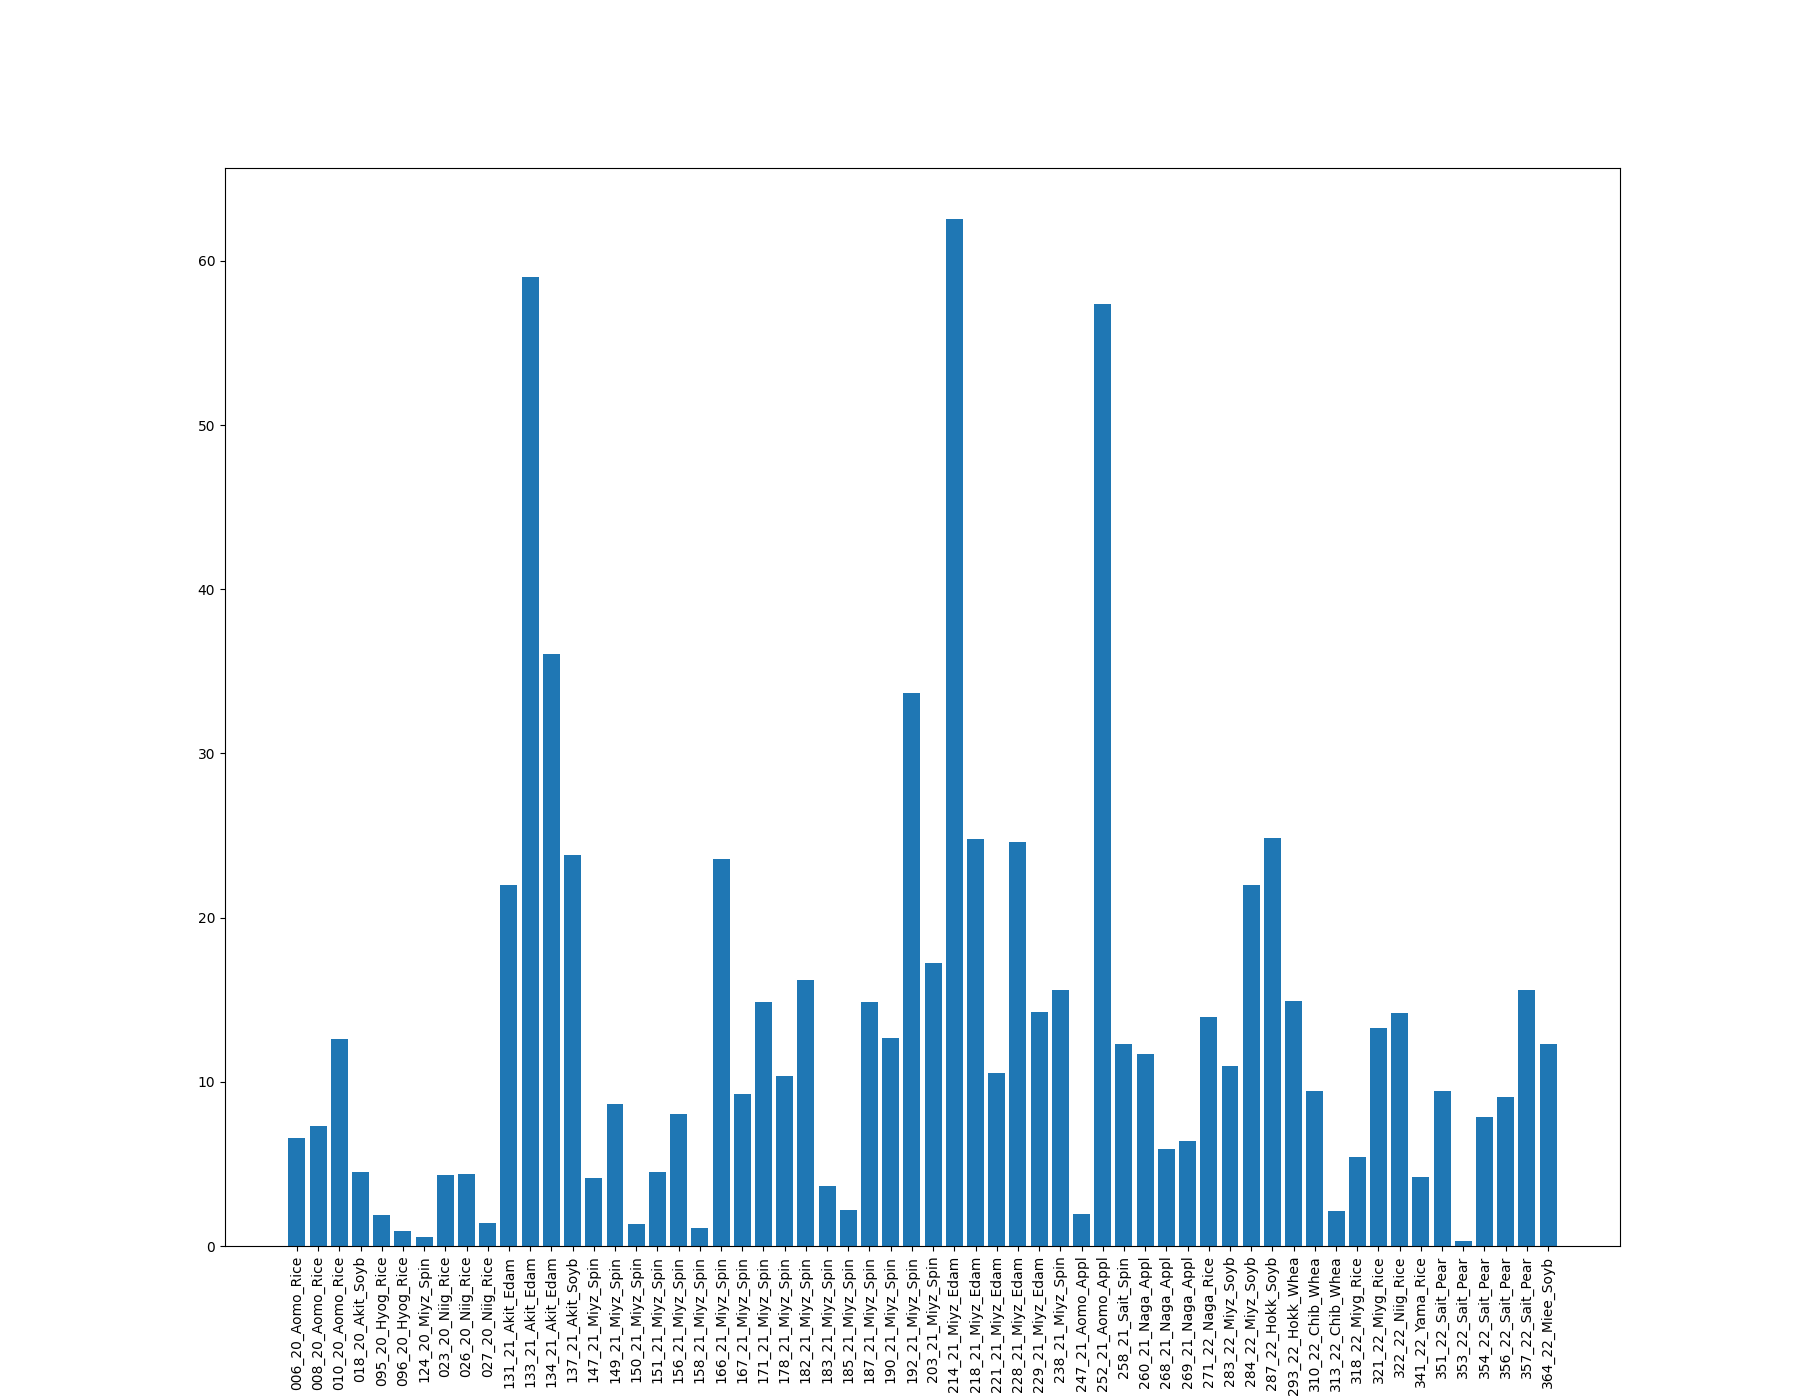 60
50
40
30
20
10
0
006_20_Aomo_Rice
008_20_Aomo_Rice
010_20_Aomo_Rice
018_20_Akit_Soyb
095_20_Hyog_Rice
096_20_Hyog_Rice
124_20_Miyz_Spin
023_20_Niig_Rice
026_20_Niig_Rice
027_20_Niig_Rice
131_21_Akit_Edam
133_21_Akit_Edam
134_21_Akit_Edam
137_21_Akit_Soyb
147_21_Miyz_Spin
149_21_Miyz_Spin
150_21_Miyz_Spin
151_21_Miyz_Spin
156_21_Miyz_Spin
158_21_Miyz_Spin
166_21_Miyz_Spin
167_21_Miyz_Spin
171_21_Miyz_Spin
178_21_Miyz_Spin
182_21_Miyz_Spin
183_21_Miyz_Spin
185_21_Miyz_Spin
187_21_Miyz_Spin
190_21_Miyz_Spin
192_21_Miyz_Spin
203_21_Miyz_Spin
214_21_Miyz_Edam
218_21_Miyz_Edam
221_21_Miyz_Edam
228_21_Miyz_Edam
229_21_Miyz_Edam
238_21_Miyz_Spin
247_21_Aomo_Appl
252_21_Aomo_Appl
258_21_Sait_Spin
260_21_Naga_Appl
268_21_Naga_Appl
269_21_Naga_Appl
271_22_Naga_Rice
283_22_Miyz_Soyb
284_22_Miyz_Soyb
287_22_Hokk_Soyb
293_22_Hokk_Whea
310_22_Chib_Whea
313_22_Chib_Whea
318_22_Miyg_Rice
321_22_Miyg_Rice
322_22_Niig_Rice
341_22_Yama_Rice
351_22_Sait_Pear
353_22_Sait_Pear
354_22_Sait_Pear
356_22_Sait_Pear
357_22_Sait_Pear
364_22_Miee_Soyb